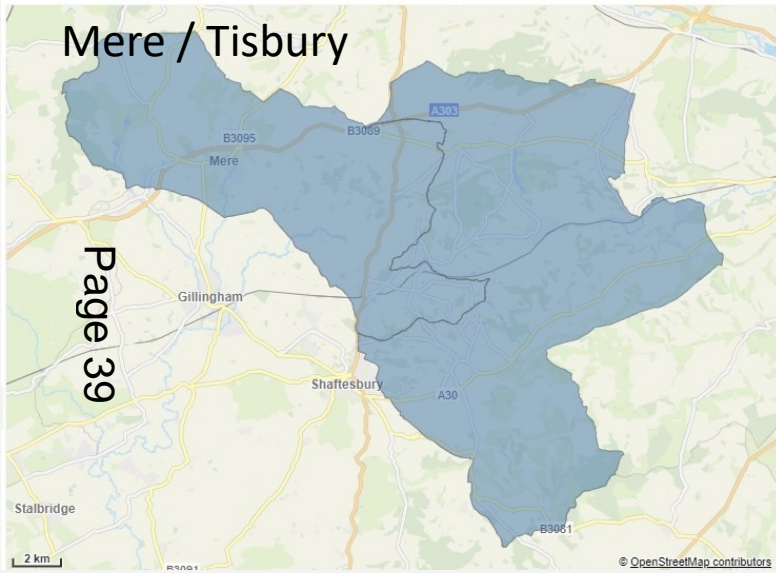 Mere / Tisbury
A303
B3095
B3089
Mere
Page 39
Gillingham
Shaftesbury
A30
Stalbridge
B3081
2 km
B3091
© OpenStreetMap contributors